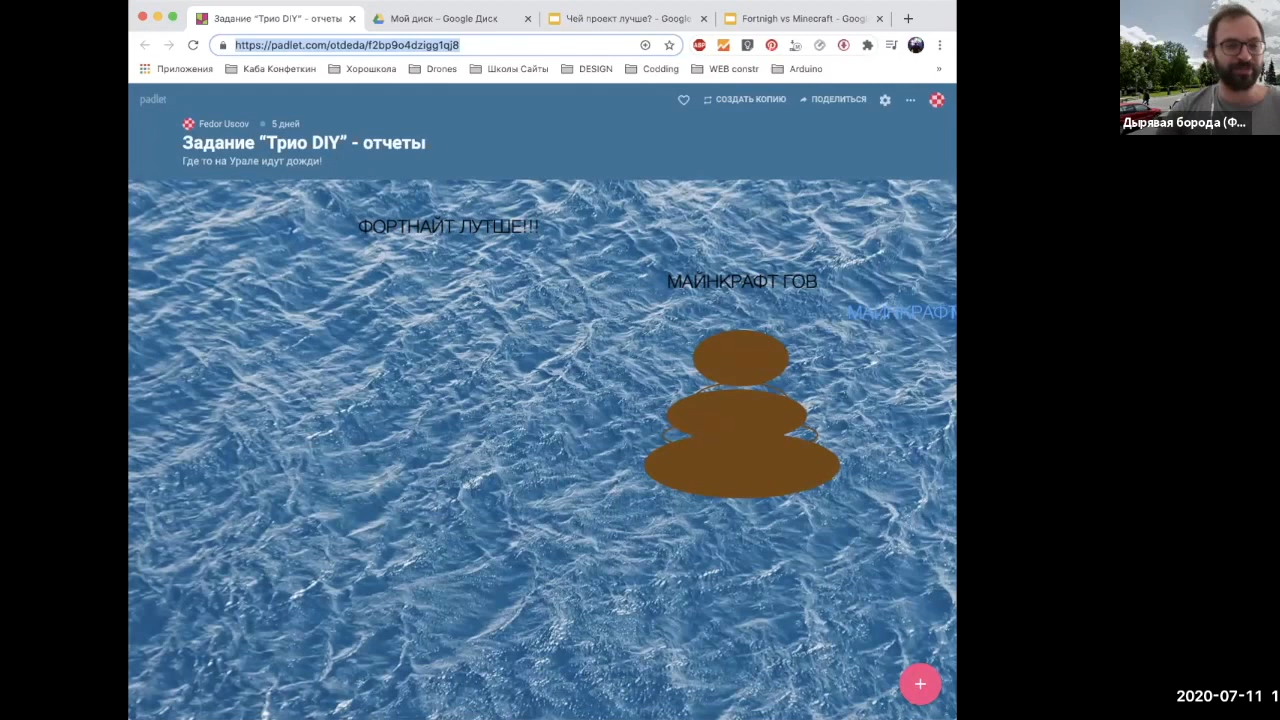 Задание “Трио DIY” - отчеты
Мой диск – Google Диск
Чей проект лучше? - Google
Fortnigh vs Minecraft - Goog
https://padlet.com/otdeda/f2bp9o4dzigg1qj8
ABP
Приложения
Каба Конфеткин
Хорошкола
Drones
Школы Сайты
DESIGN
Codding
WEB constr
Arduino
»
padlet
СОЗДАТЬ КОПИЮ
ПОДЕЛИТЬСЯ
Fedor Uscov
5 дней
Задание “Трио DIY” - отчеты
Где то на Урале идут дожди!
ФОРТНАЙТ ЛУТШЕ!!!
МАЙНКРАФТ ГОВ
МАЙНКРАФТ
Дырявая борода (Ф...
2020-07-11 1